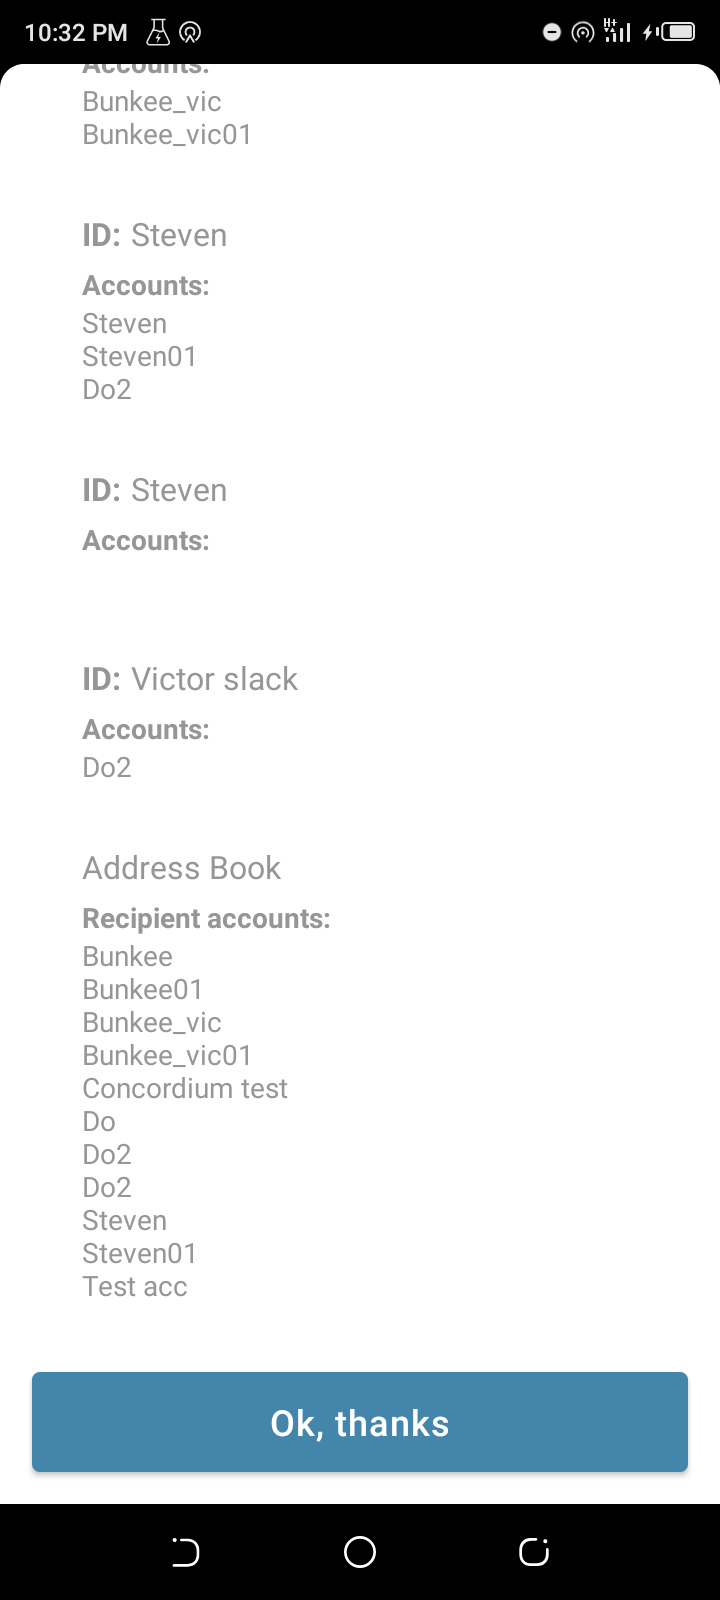 10:32 PM
H+
Accounts:
Bunkee_vic
Bunkee_vic01
ID: Steven
Accounts:
Steven
Steven01
Do2
ID: Steven
Accounts:
ID: Victor slack
Accounts:
Do2
Address Book
Recipient accounts:
Bunkee
Bunkee01
Bunkee_vic
Bunkee_vic01
Concordium test
Do
Do2
Do2
Steven
Steven01
Test acc
Ok, thanks